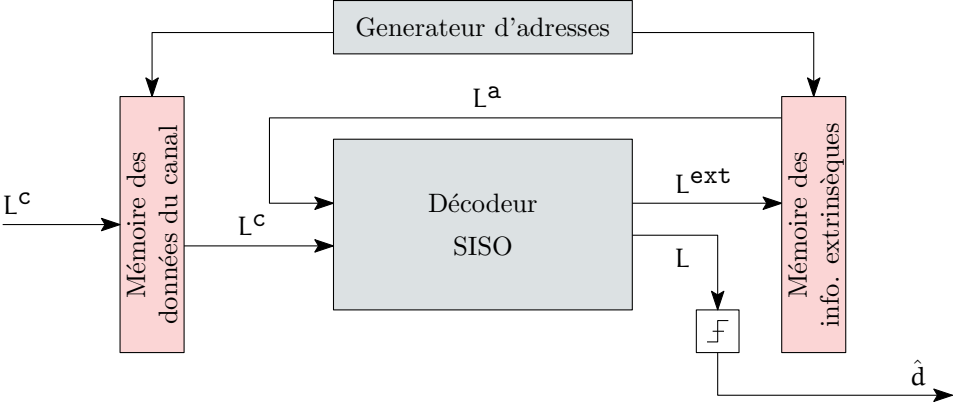 Generateur d'adresses
L^a
L^c
Mémoire des
données du canal
L^c
Décodeur
SISO
L^ext
L
Mémoire des
info. extrinsèques
d̂